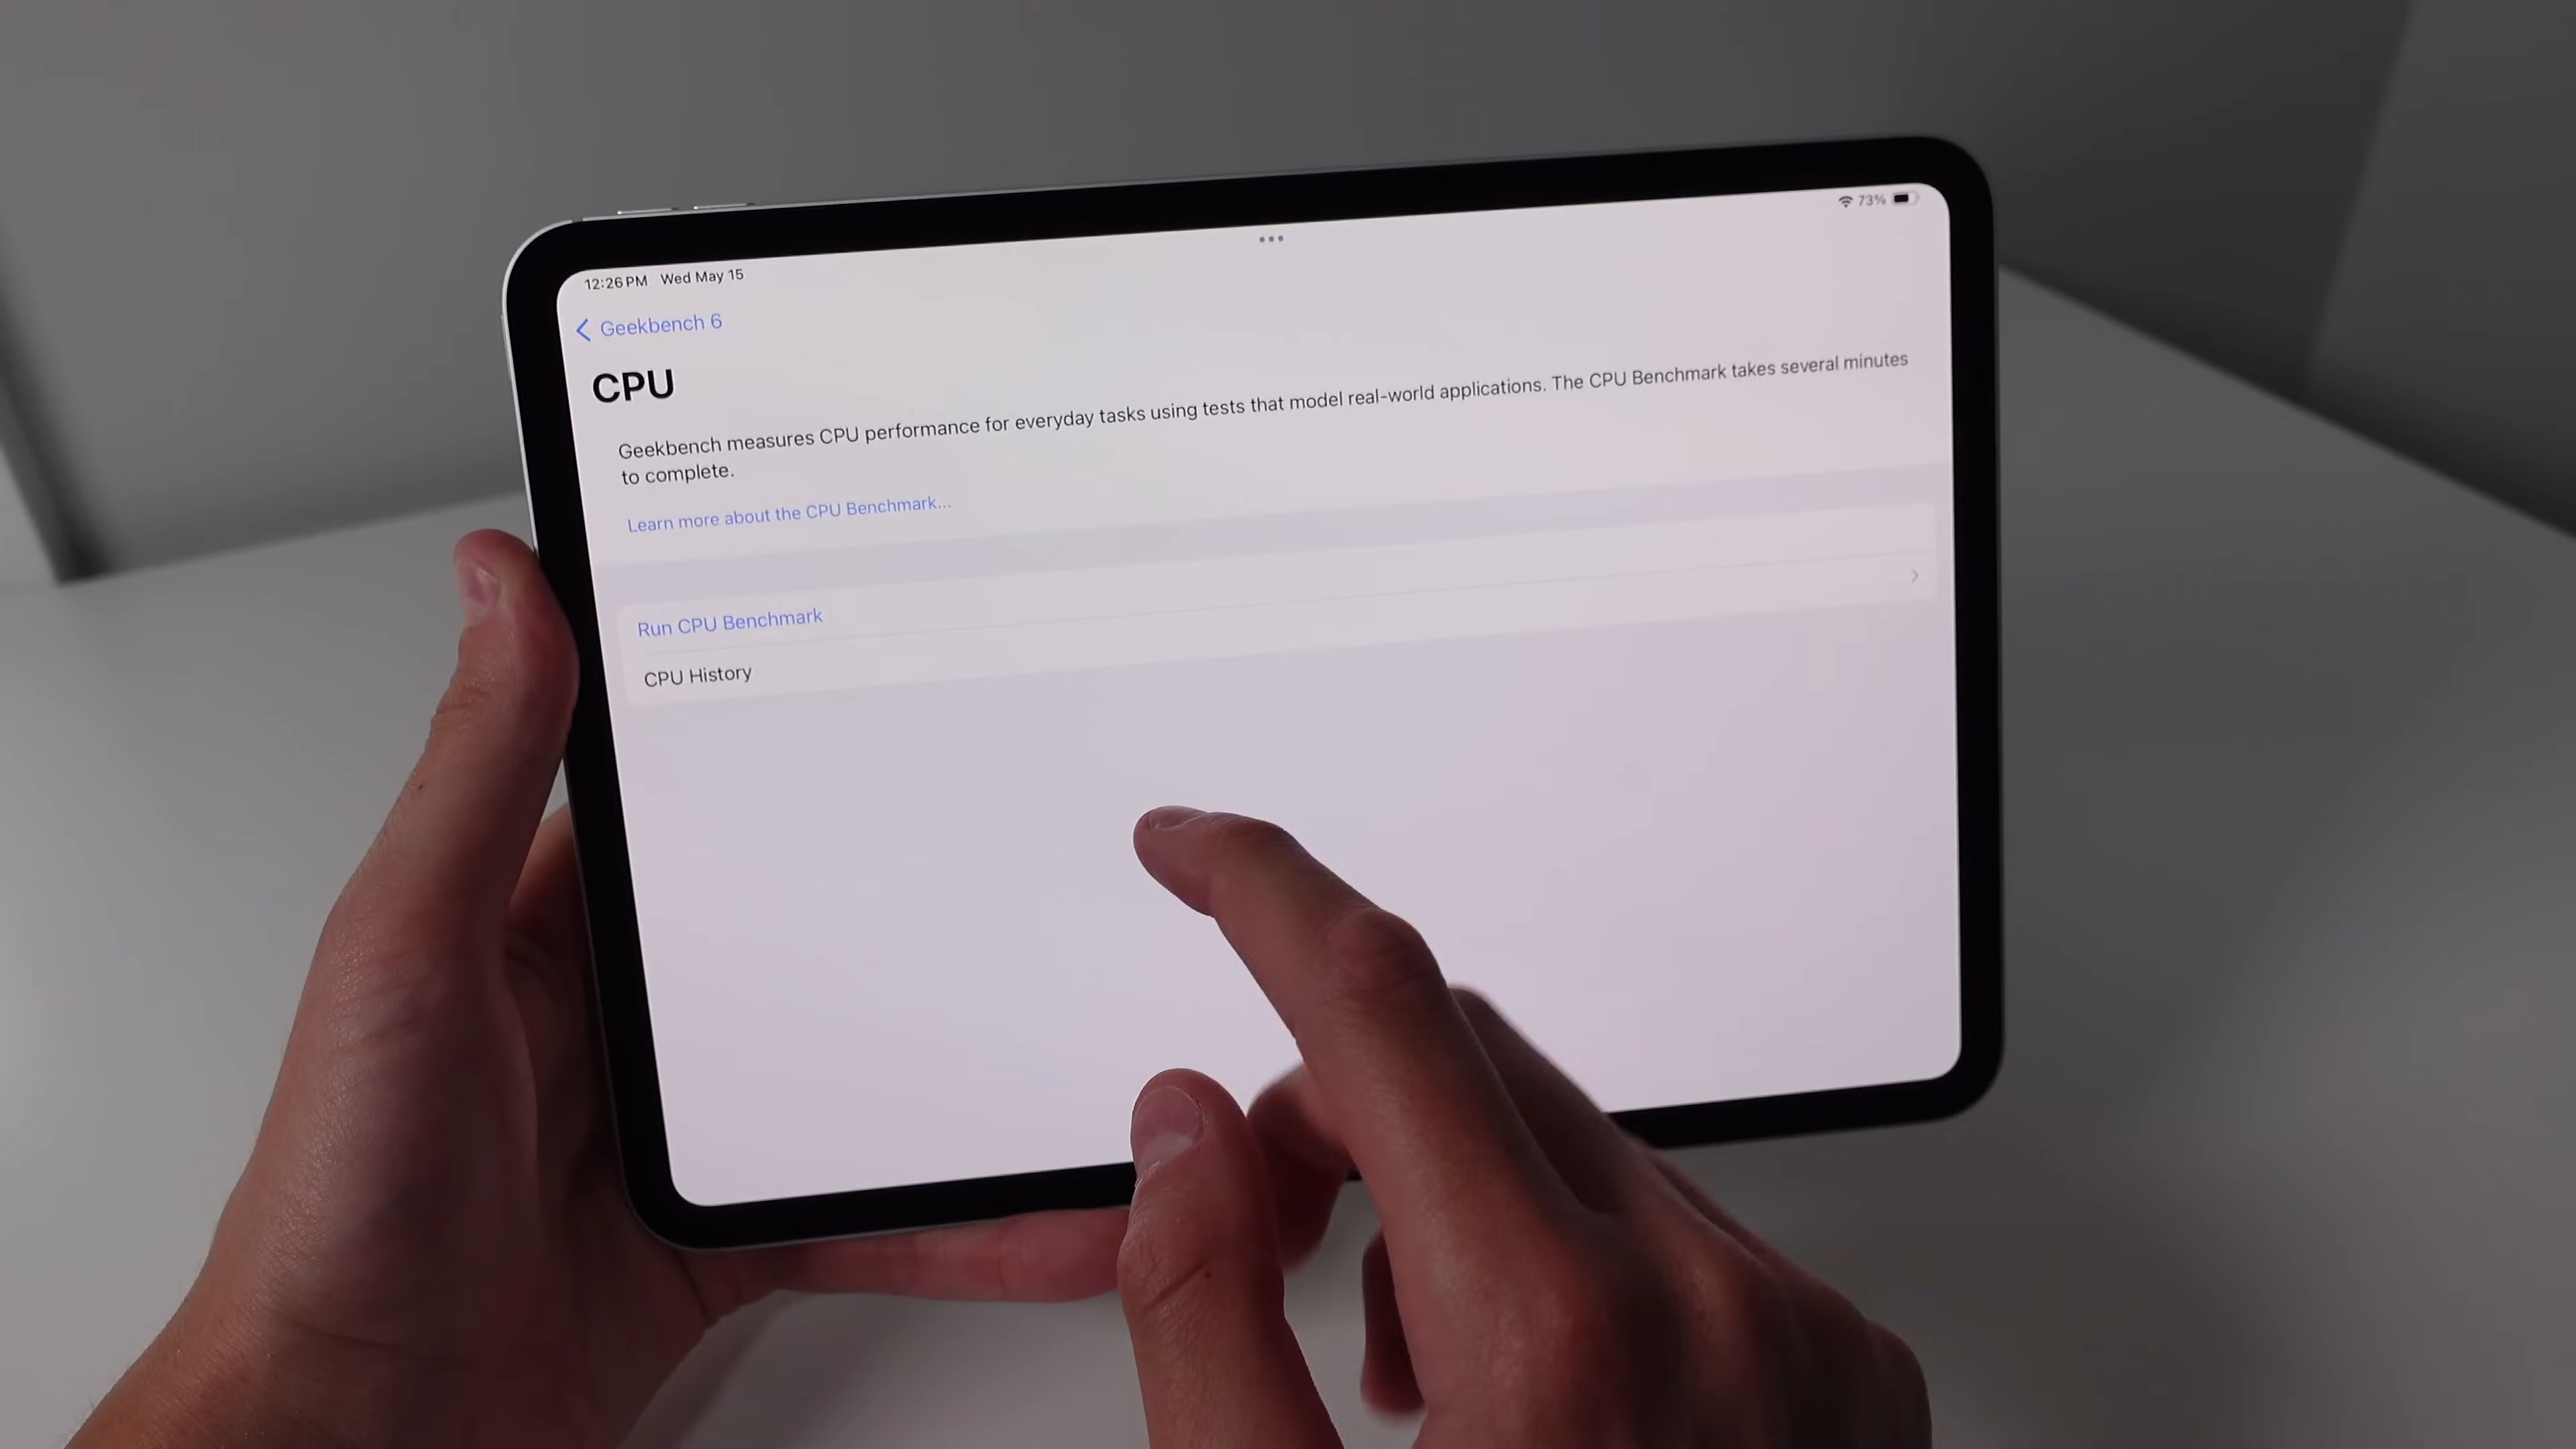 12:26 PM Wed May 15
73%
Geekbench 6
CPU
Geekbench measures CPU performance for everyday tasks using tests that model real-world applications. The CPU Benchmark takes several minutes
to complete.
Learn more about the CPU Benchmark...
Run CPU Benchmark
CPU History